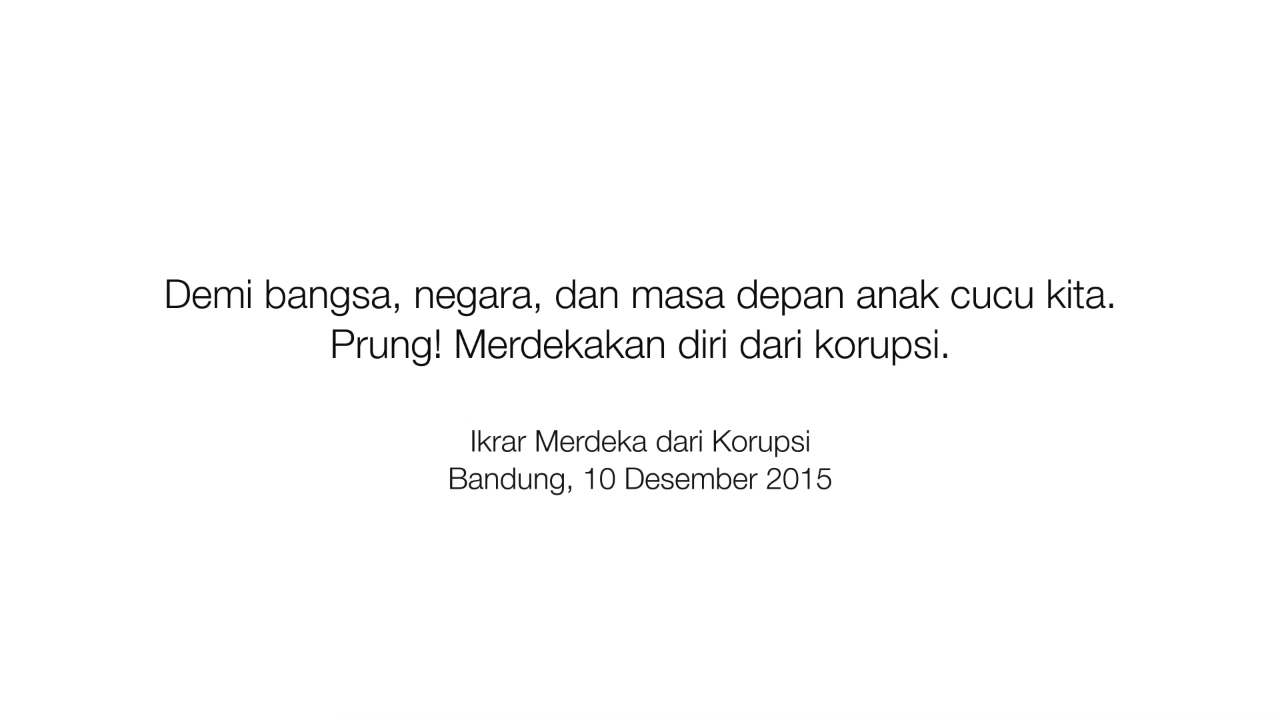 Demi bangsa, negara, dan masa depan anak cucu kita.
Prung! Merdekakan diri dari korupsi.
Ikrar Merdeka dari Korupsi
Bandung, 10 Desember 2015